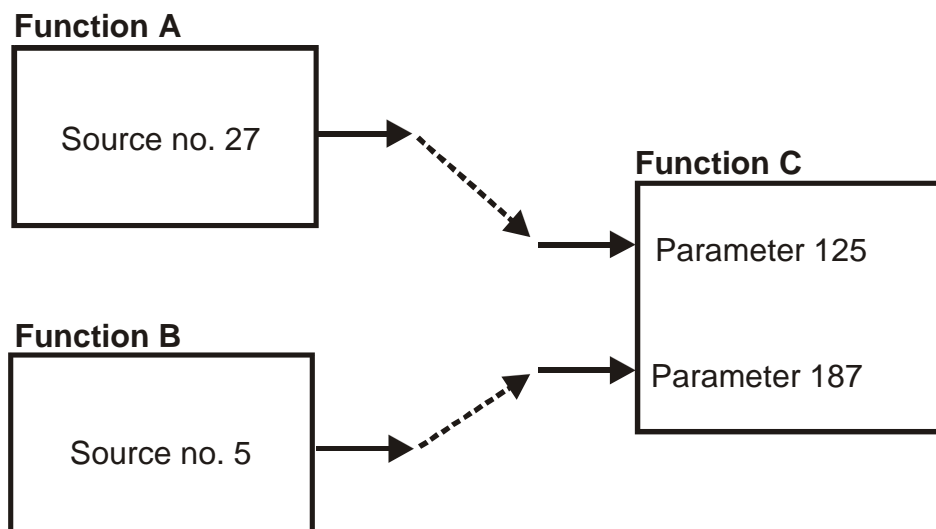 Function A
Source no. 27
Function C
Parameter 125
Function B
Parameter 187
Source no. 5